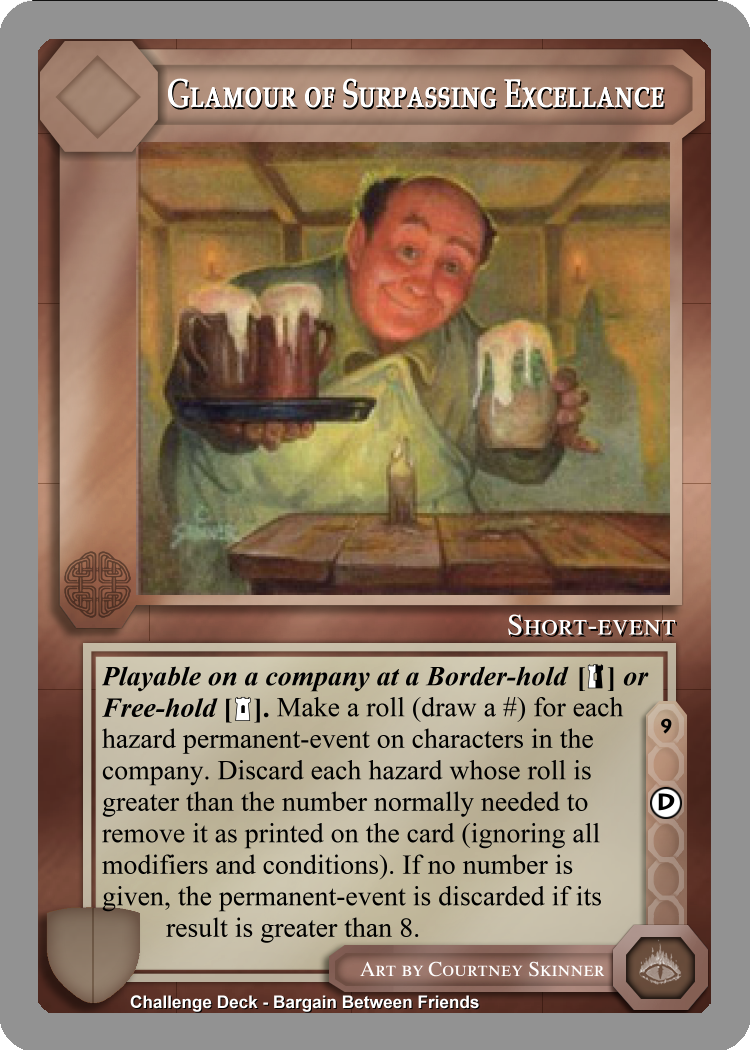 Glamour of Surpassing Excellance
Short-event
Playable on a company at a Border-hold [ ] or
Free-hold [ ]. Make a roll (draw a #) for each
hazard permanent-event on characters in the
company. Discard each hazard whose roll is
greater than the number normally needed to
remove it as printed on the card (ignoring all
modifiers and conditions). If no number is
given, the permanent-event is discarded if its
result is greater than 8.
9
D
Art by Courtney Skinner
Challenge Deck - Bargain Between Friends